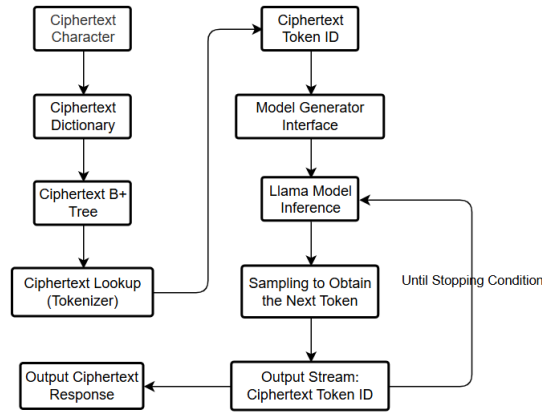 Ciphertext
Character
Ciphertext
Dictionary
Ciphertext B+
Tree
Ciphertext Lookup
(Tokenizer)
Ciphertext
Token ID
Model Generator
Interface
Llama Model
Inference
Sampling to Obtain
the Next Token
Until Stopping Condition
Output Stream:
Ciphertext Token ID
Output Ciphertext
Response